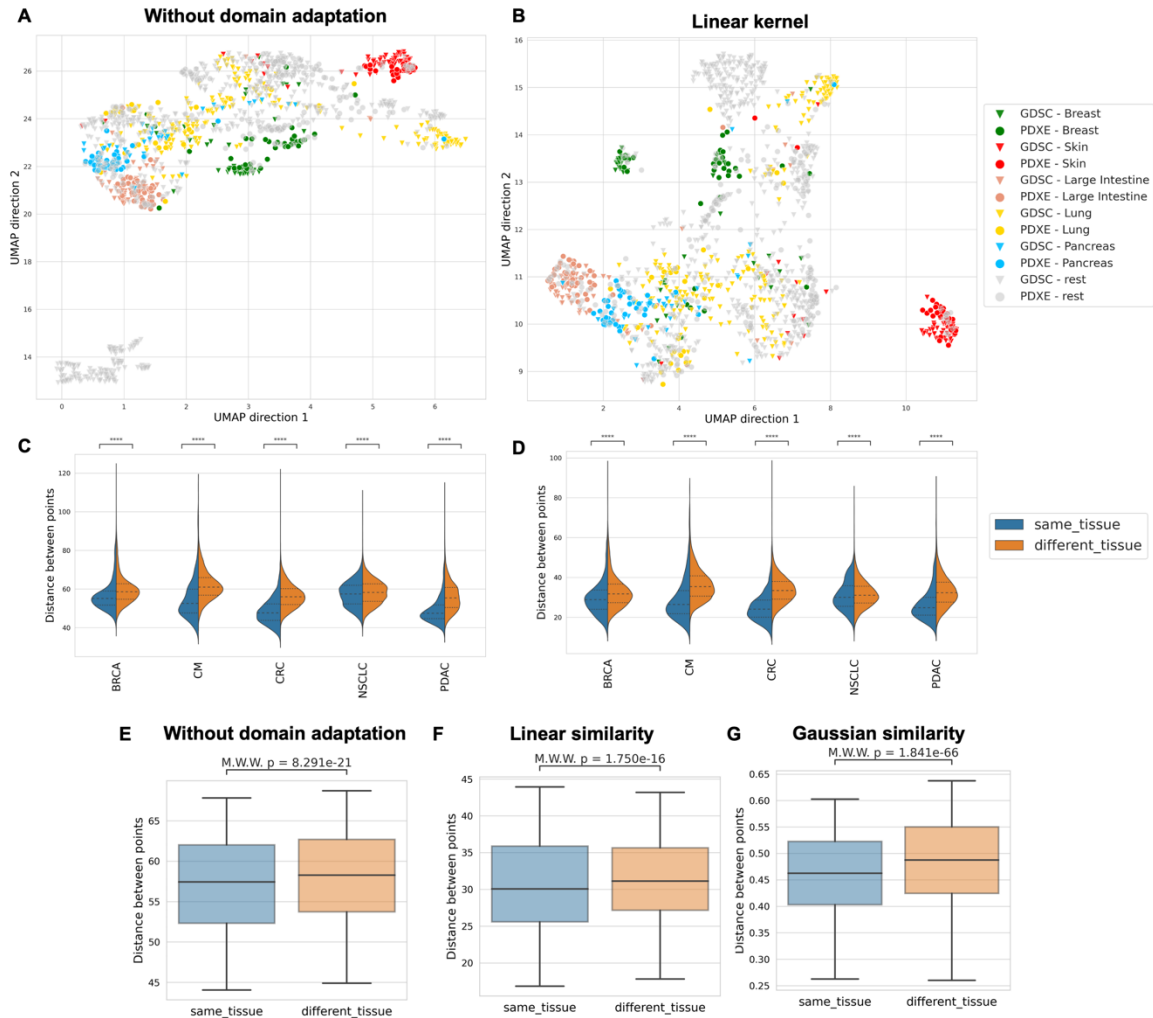 A
Without domain adaptation
B
Linear kernel
26
24
22
20
18
16
14
UMAP direction 2
0
1
2
3
4
5
6
UMAP direction 1
16
15
14
13
12
11
10
9
UMAP direction 2
2
4
6
8
10
UMAP direction 1
GDSC - Breast
PDXE - Breast
GDSC - Skin
PDXE - Skin
GDSC - Large Intestine
PDXE - Large Intestine
GDSC - Lung
PDXE - Lung
GDSC - Pancreas
PDXE - Pancreas
GDSC - rest
PDXE - rest
C
**** **** **** **** ****
120
100
80
60
40
Distance between points
BRCA
CM
CRC
NSCLC
PDAC
D
**** **** **** **** ****
100
80
60
40
20
Distance between points
BRCA
CM
CRC
NSCLC
PDAC
same_tissue
different_tissue
E
Without domain adaptation
M.W.W. p = 8.291e-21
65
60
55
50
45
Distance between points
same_tissue
different_tissue
F
Linear similarity
M.W.W. p = 1.750e-16
45
40
35
30
25
20
Distance between points
same_tissue
different_tissue
G
Gaussian similarity
M.W.W. p = 1.841e-66
0.65
0.60
0.55
0.50
0.45
0.40
0.35
0.30
0.25
Distance between points
same_tissue
different_tissue